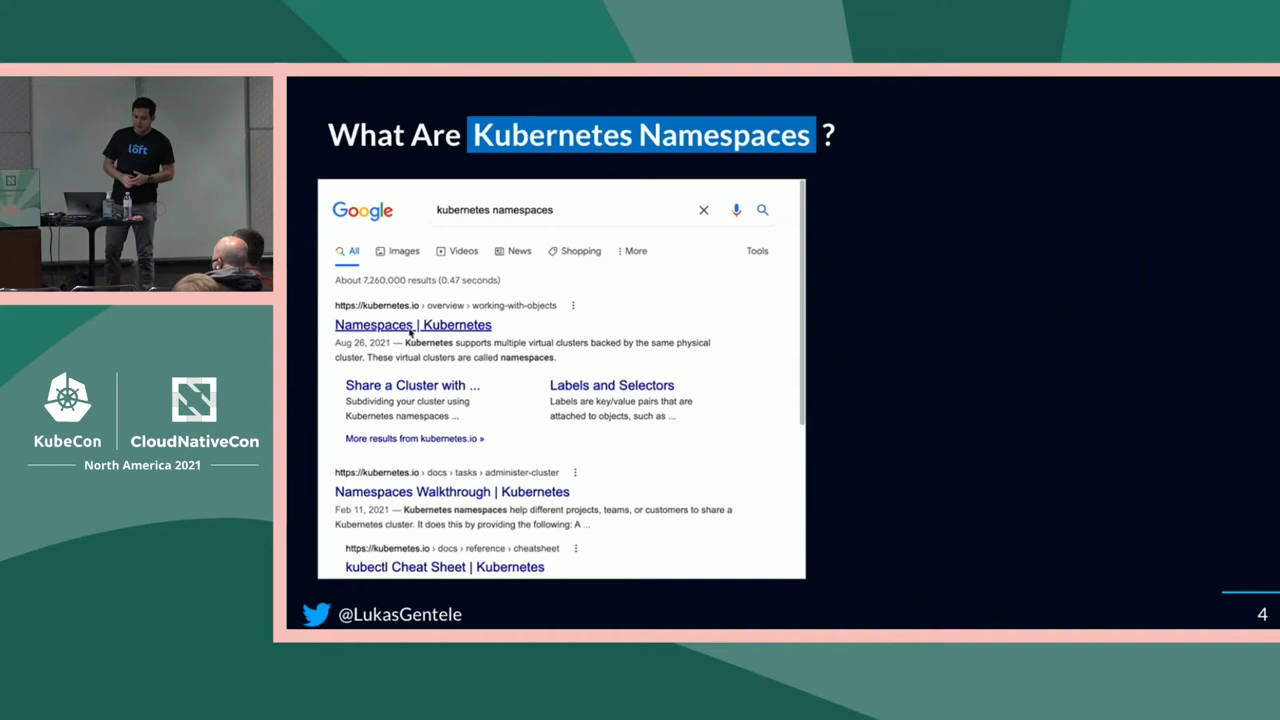 löft
KubeCon
CloudNativeCon
North America 2021
What Are Kubernetes Namespaces ?
Google
kubernetes namespaces
All Images Videos News Shopping More Tools
About 7,260,000 results (0.47 seconds)
https://kubernetes.io › overview › working-with-objects
Namespaces | Kubernetes
Aug 26, 2021 — Kubernetes supports multiple virtual clusters backed by the same physical
cluster. These virtual clusters are called namespaces.
Share a Cluster with ...
Subdividing your cluster using
Kubernetes namespaces ...
Labels and Selectors
Labels are key/value pairs that are
attached to objects, such as ...
More results from kubernetes.io »
https://kubernetes.io › docs › tasks › administer-cluster
Namespaces Walkthrough | Kubernetes
Feb 11, 2021 — Kubernetes namespaces help different projects, teams, or customers to share a
Kubernetes cluster. It does this by providing the following: A ...
https://kubernetes.io › docs › reference › cheatsheet
kubectl Cheat Sheet | Kubernetes
@LukasGentele
4